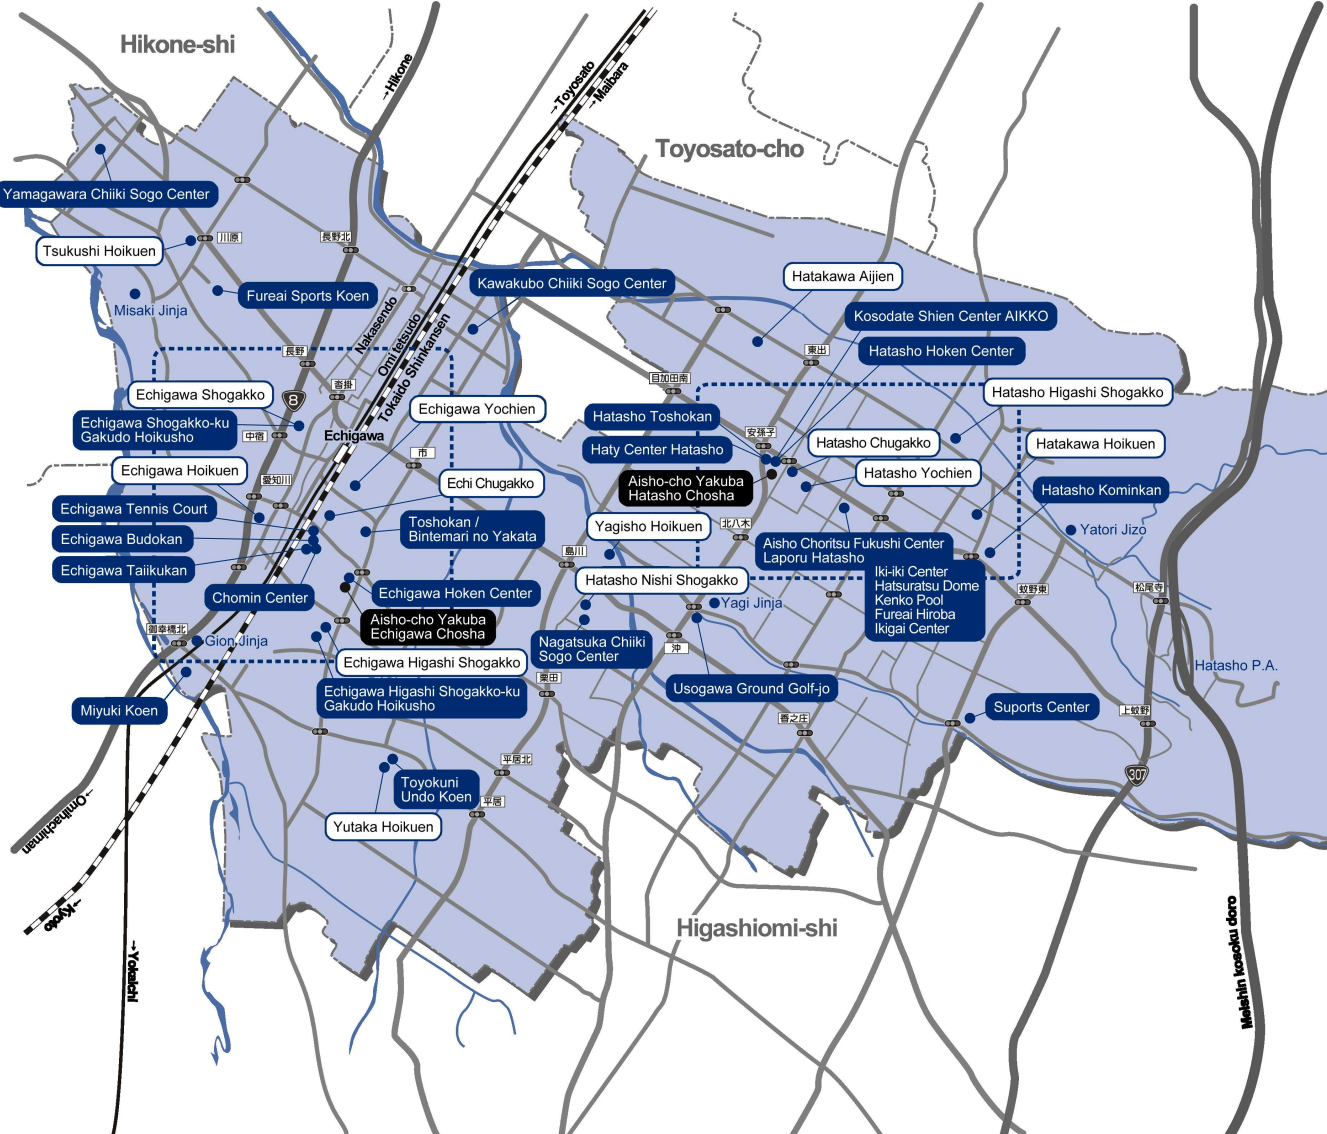 Hikone-shi
→Hikone
→Toyosato
→Maibara
Toyosato-cho
Yamagawara Chiiki Sogo Center
Tsukushi Hoikuen
川原
長野北
Misaki Jinja
Fureai Sports Koen
Kawakubo Chiiki Sogo Center
Hatakawa Aijien
Nakasendo
Omi tetsudo
Tokaido Shinkansen
Kosodate Shien Center AIKKO
Hatasho Hoken Center
長野
東出
沓掛
目加田南
8
Echigawa Shogakko
Echigawa Shogakko-ku
Gakudo Hoikusho
中宿
Echigawa
Echigawa Yochien
市
Hatasho Higashi Shogakko
Hatasho Toshokan
安孫子
Haty Center Hatasho
Hatasho Chugakko
Hatakawa Hoikuen
Echigawa Hoikuen
愛知川
Echi Chugakko
Aisho-cho Yakuba
Hatasho Chosha
Hatasho Yochien
Hatasho Kominkan
Echigawa Tennis Court
Echigawa Budokan
Echigawa Taiikukan
Toshokan /
Bintemari no Yakata
Yagisho Hoikuen
北八木
島川
Yatori Jizo
Aisho Choritsu Fukushi Center
Laporu Hatasho
Iki-iki Center
Hatsuratsu Dome
Kenko Pool
Fureai Hiroba
Ikigai Center
Chomin Center
Echigawa Hoken Center
Hatasho Nishi Shogakko
Yagi Jinja
蚊野東
松尾寺
Aisho-cho Yakuba
Echigawa Chosha
御幸橋北
Gion Jinja
Nagatsuka Chiiki
Sogo Center
沖
Echigawa Higashi Shogakko
Hatasho P.A.
栗田
Echigawa Higashi Shogakko-ku
Gakudo Hoikusho
Usogawa Ground Golf-jo
Miyuki Koen
Suports Center
香之庄
上蚊野
平居北
307
Toyokuni
Undo Koen
平居
Yutaka Hoikuen
→Omihachiman
→Kyoto
→Yokaichi
Higashiomi-shi
Meishin kosoku doro